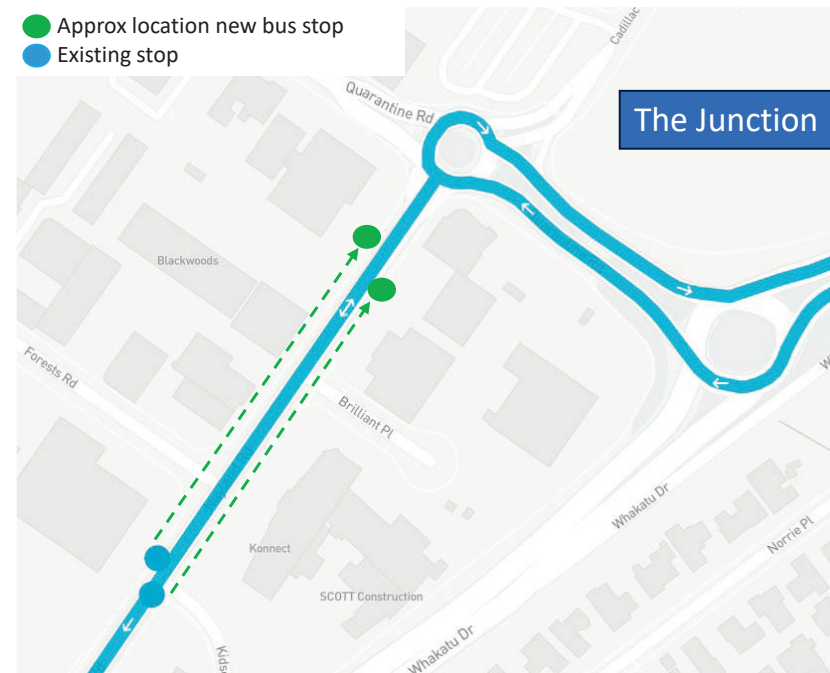 Approx location new bus stop
Existing stop
Cadillac
Quarantine Rd
The Junction
Blackwoods
Forests Rd
Brilliant Pl
Whakatu Dr
Norrie Pl
Konnect
SCOTT Construction
Whakatu Dr